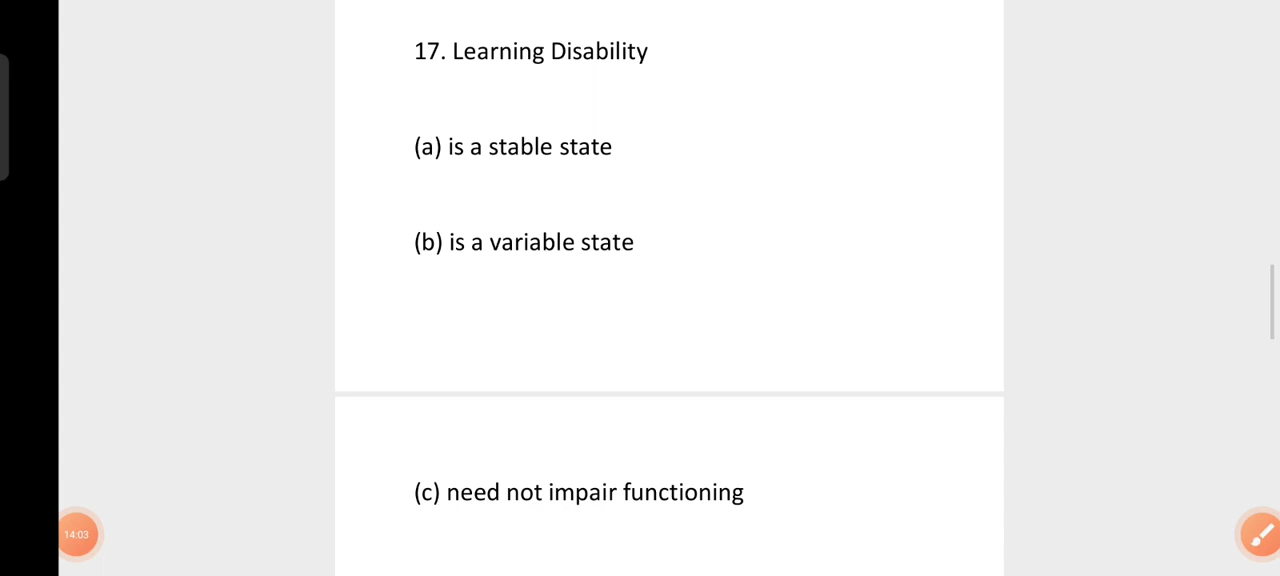 17. Learning Disability
(a) is a stable state
(b) is a variable state
(c) need not impair functioning
14:03